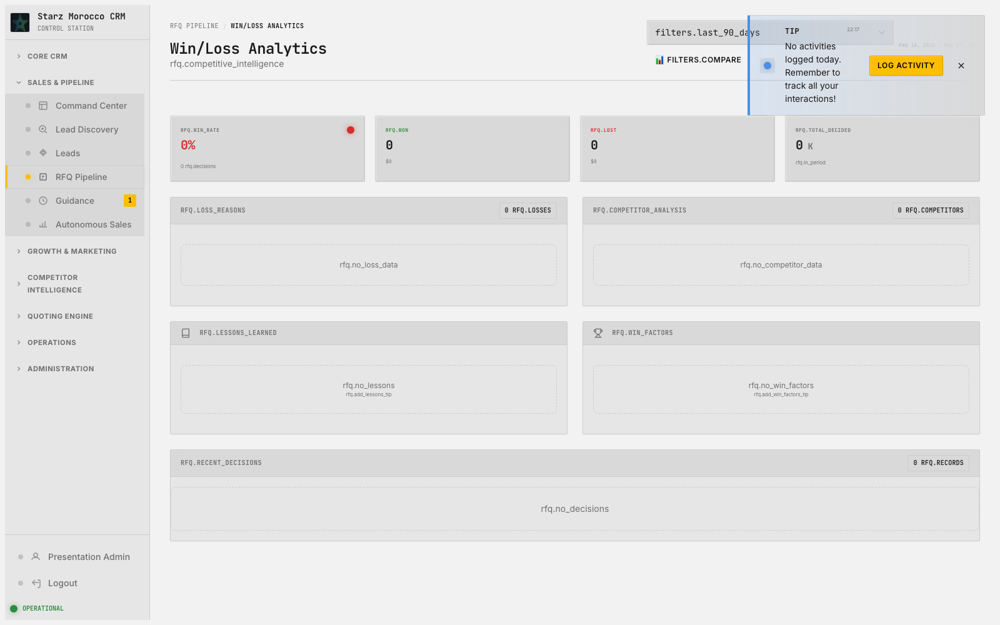 Starz Morocco CRM
CONTROL STATION
CORE CRM
SALES & PIPELINE
Command Center
Lead Discovery
Leads
RFQ Pipeline
Guidance 1
Autonomous Sales
GROWTH & MARKETING
COMPETITOR
INTELLIGENCE
QUOTING ENGINE
OPERATIONS
ADMINISTRATION
Presentation Admin
Logout
OPERATIONAL
RFQ PIPELINE / WIN/LOSS ANALYTICS
Win/Loss Analytics
rfq.competitive_intelligence
filters.last_90_days
FILTERS.COMPARE
Feb 16, 2026 - May
TIP 22:17
No activities
logged today.
Remember to
track all your
interactions!
LOG ACTIVITY
RFQ.WIN_RATE
0%
0 rfq.decisions
RFQ.WON
0
$0
RFQ.LOST
0
$0
RFQ.TOTAL_DECIDED
0 K
rfq.in_period
RFQ.LOSS_REASONS 0 RFQ.LOSSES
rfq.no_loss_data
RFQ.COMPETITOR_ANALYSIS 0 RFQ.COMPETITORS
rfq.no_competitor_data
RFQ.LESSONS_LEARNED
rfq.no_lessons
rfq.add_lessons_tip
RFQ.WIN_FACTORS
rfq.no_win_factors
rfq.add_win_factors_tip
RFQ.RECENT_DECISIONS 0 RFQ.RECORDS
rfq.no_decisions